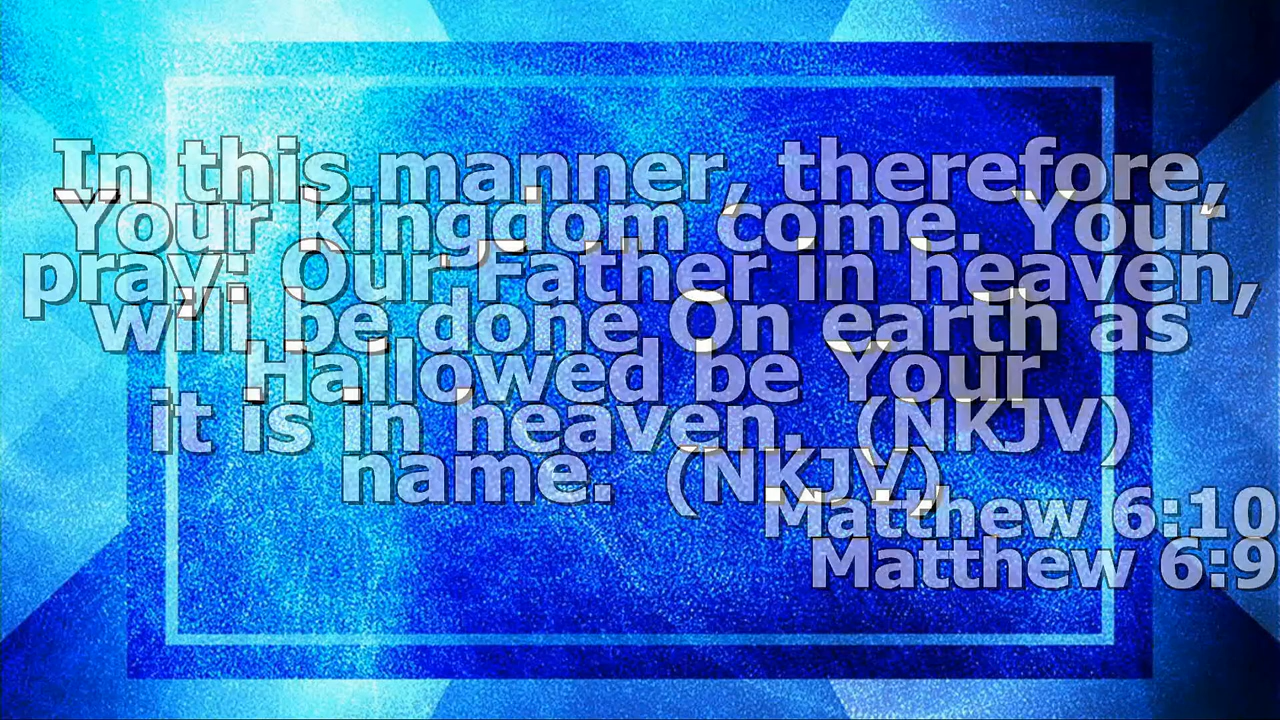 In this manner, therefore,
Your kingdom come. Your
pray: Our Father in heaven,
will be done On earth as
Hallowed be Your
it is in heaven. (NKJV)
name. (NKJV)
Matthew 6:10
Matthew 6:9